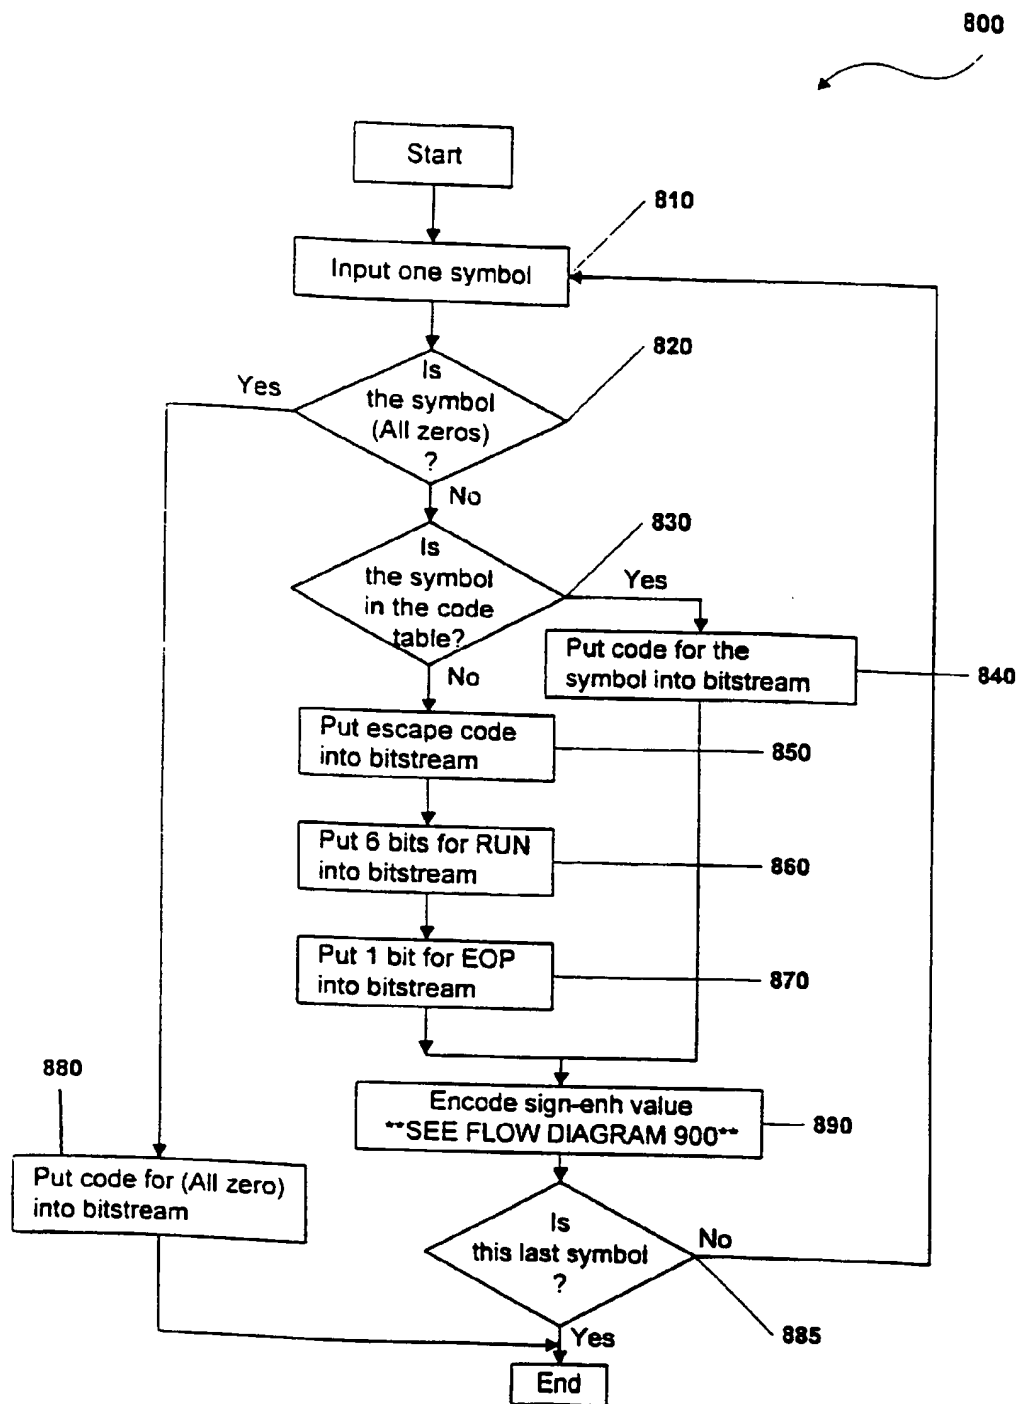 800
Start
810
Input one symbol
820
Yes
Is
the symbol
(All zeros)
?
No
830
Is
the symbol
in the code
table?
Yes
No
Put code for the
symbol into bitstream
840
Put escape code
into bitstream
850
Put 6 bits for RUN
into bitstream
860
Put 1 bit for EOP
into bitstream
870
880
Encode sign-enh value
**SEE FLOW DIAGRAM 900**
890
Put code for (All zero)
into bitstream
Is
this last symbol
?
No
885
Yes
End